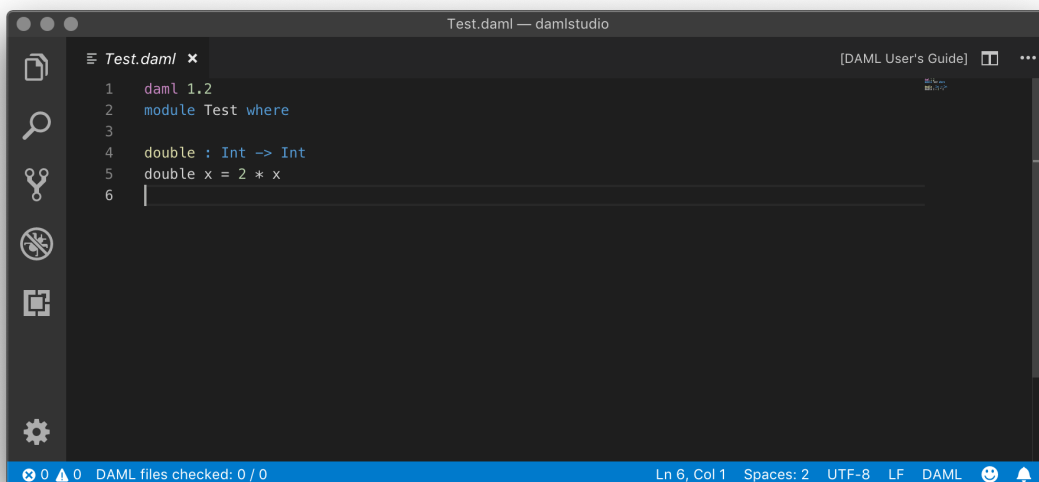 Test.daml — damlstudio
Test.daml ×
[DAML User's Guide]
1 daml 1.2
2 module Test where
3
4 double : Int -> Int
5 double x = 2 * x
6
0 0 DAML files checked: 0 / 0
Ln 6, Col 1 Spaces: 2 UTF-8 LF DAML